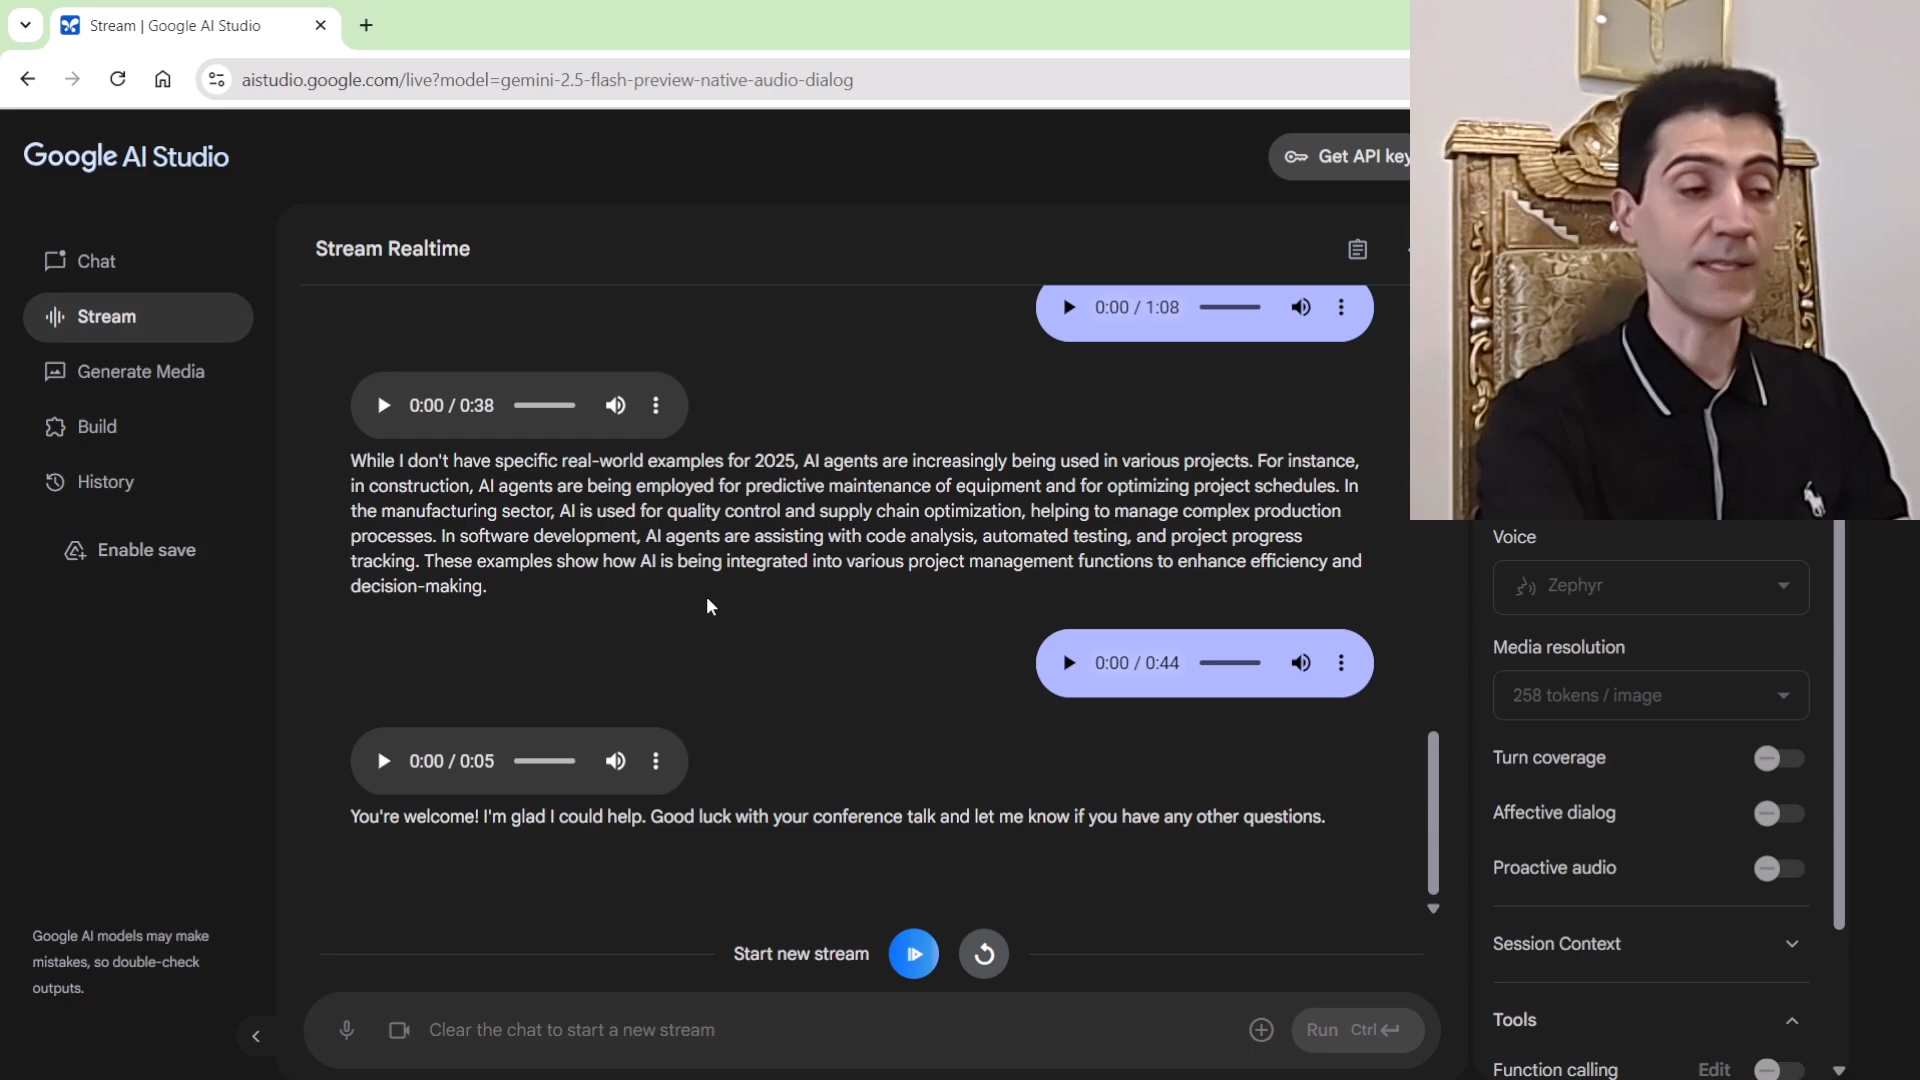 Stream | Google AI Studio
aistudio.google.com/live?model=gemini-2.5-flash-preview-native-audio-dialog
Google AI Studio
Get API key
Chat
Stream
Generate Media
Build
History
Enable save
Google AI models may make
mistakes, so double-check
outputs.
Stream Realtime
0:00 / 1:08
0:00 / 0:38
While I don't have specific real-world examples for 2025, AI agents are increasingly being used in various projects. For instance,
in construction, AI agents are being employed for predictive maintenance of equipment and for optimizing project schedules. In
the manufacturing sector, AI is used for quality control and supply chain optimization, helping to manage complex production
processes. In software development, AI agents are assisting with code analysis, automated testing, and project progress
tracking. These examples show how AI is being integrated into various project management functions to enhance efficiency and
decision-making.
0:00 / 0:44
0:00 / 0:05
You're welcome! I'm glad I could help. Good luck with your conference talk and let me know if you have any other questions.
Start new stream
Clear the chat to start a new stream
Run Ctrl
Voice
Zephyr
Media resolution
258 tokens / image
Turn coverage
Affective dialog
Proactive audio
Session Context
Tools
Function calling
Edit